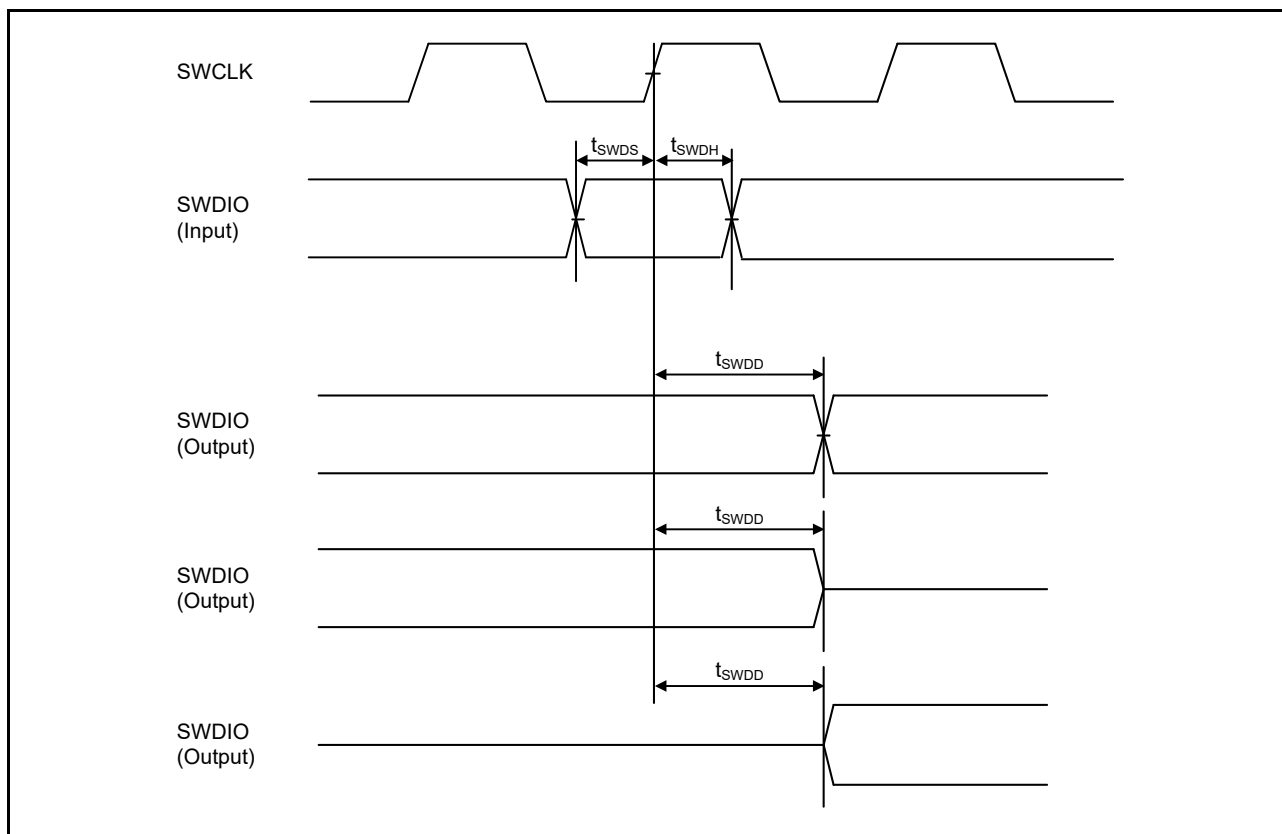 SWCLK
tSWDS
tSWDH
SWDIO
(Input)
tSWDD
SWDIO
(Output)
tSWDD
SWDIO
(Output)
tSWDD
SWDIO
(Output)